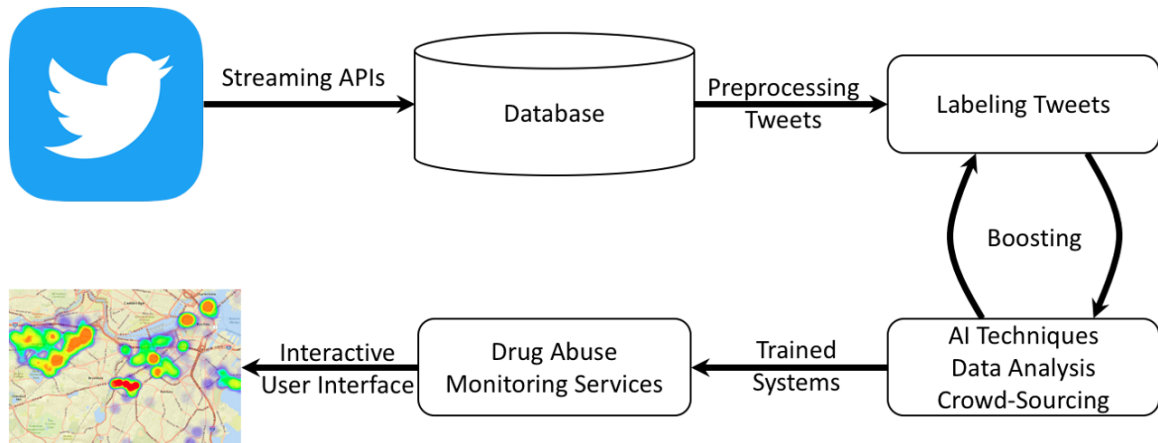 Streaming APIs
Database
Preprocessing
Tweets
Labeling Tweets
Boosting
AI Techniques
Data Analysis
Crowd-Sourcing
Trained
Systems
Drug Abuse
Monitoring Services
Interactive
User Interface